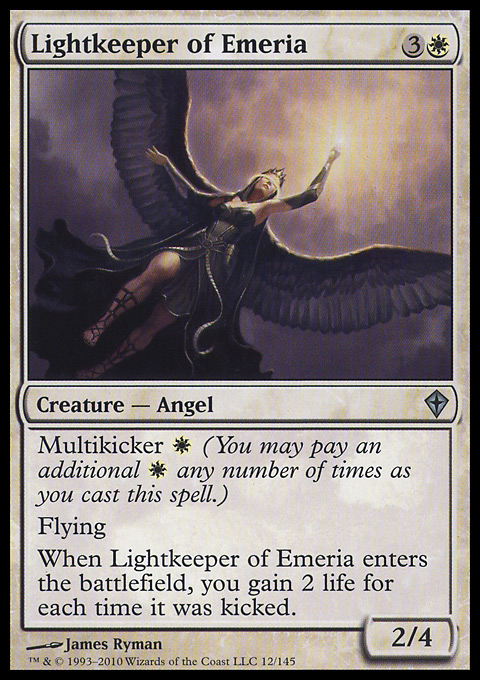 Lightkeeper of Emeria 3
Creature — Angel
Multikicker (You may pay an
additional any number of times as
you cast this spell.)
Flying
When Lightkeeper of Emeria enters
the battlefield, you gain 2 life for
each time it was kicked.
James Ryman
2/4
™ & © 1993–2010 Wizards of the Coast LLC 12/145